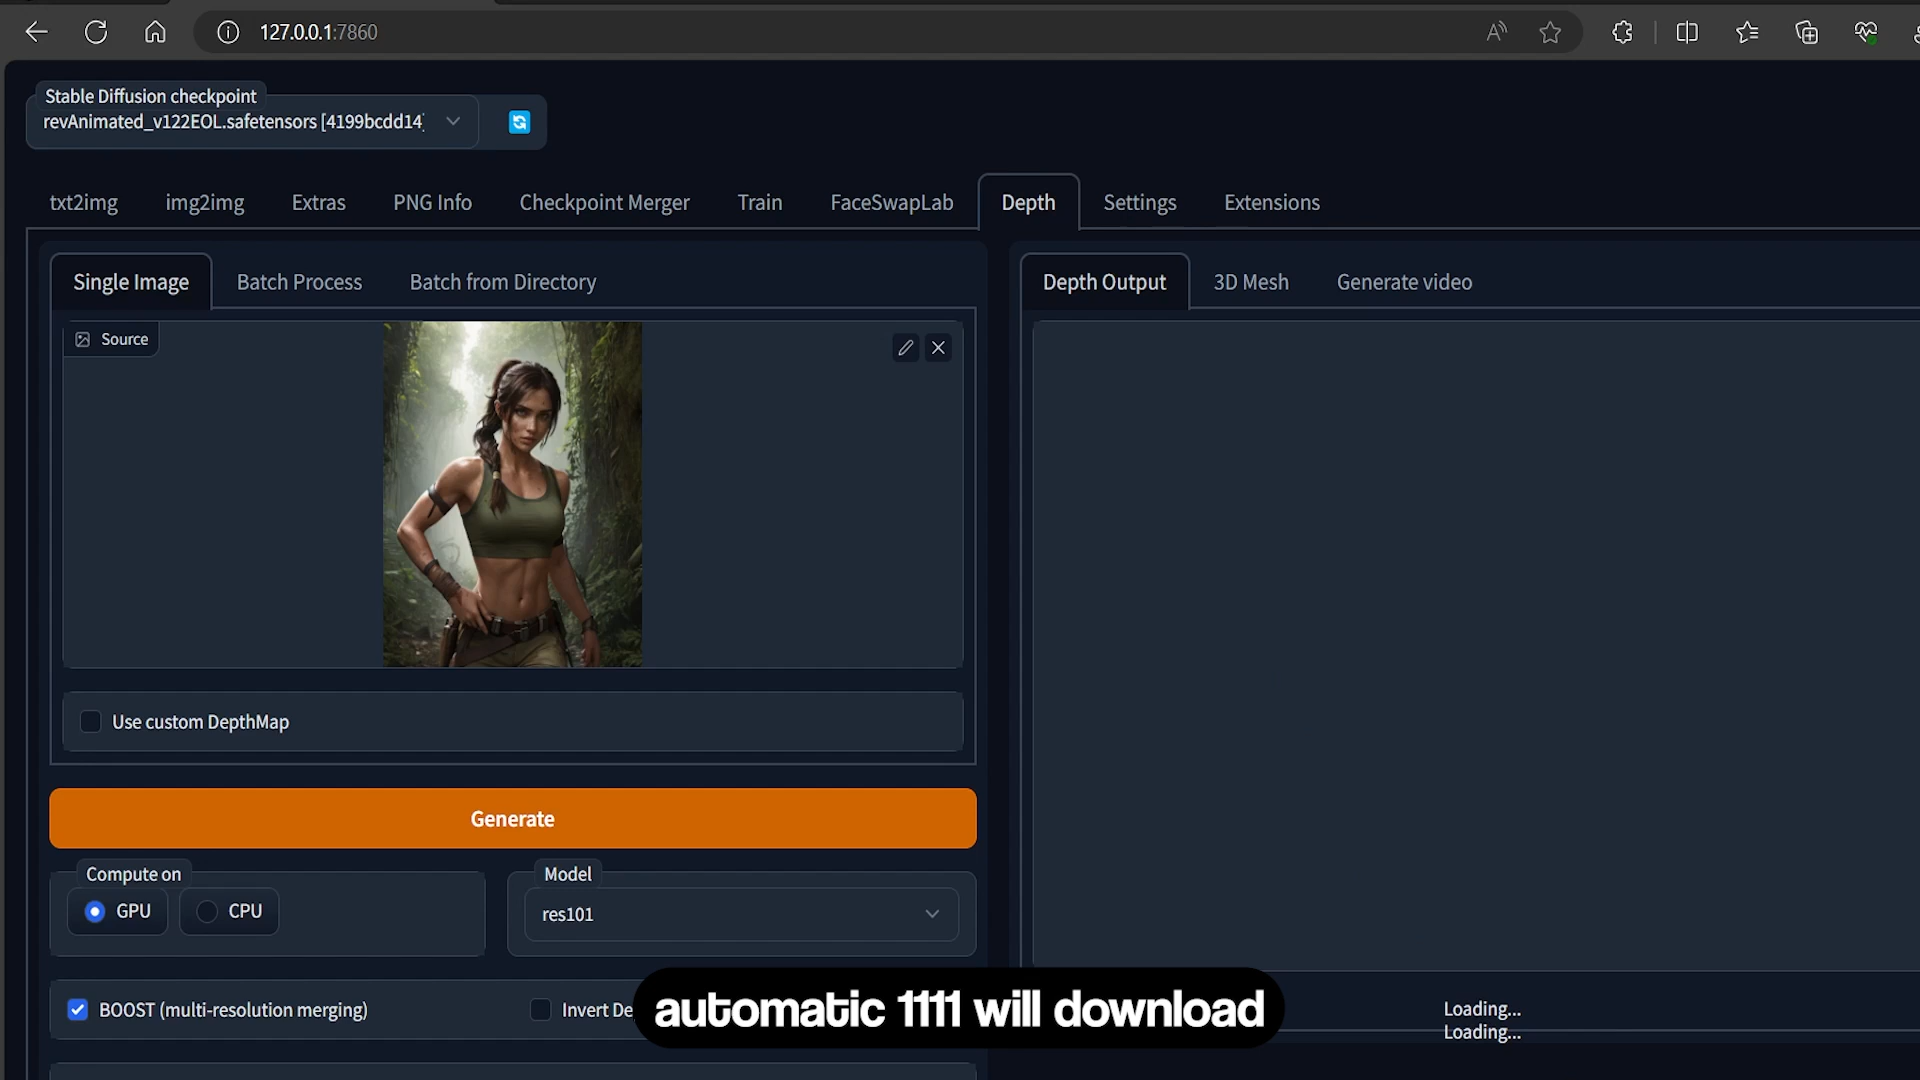 127.0.0.1:7860
Stable Diffusion checkpoint
revAnimated_v122EOL.safetensors [4199bcdd14]
txt2img img2img Extras PNG Info Checkpoint Merger Train FaceSwapLab Depth Settings Extensions
Single Image Batch Process Batch from Directory
Depth Output 3D Mesh Generate video
Source
Use custom DepthMap
Generate
Compute on
GPU CPU
Model
res101
BOOST (multi-resolution merging)
Invert De
automatic 1111 will download
Loading...
Loading...